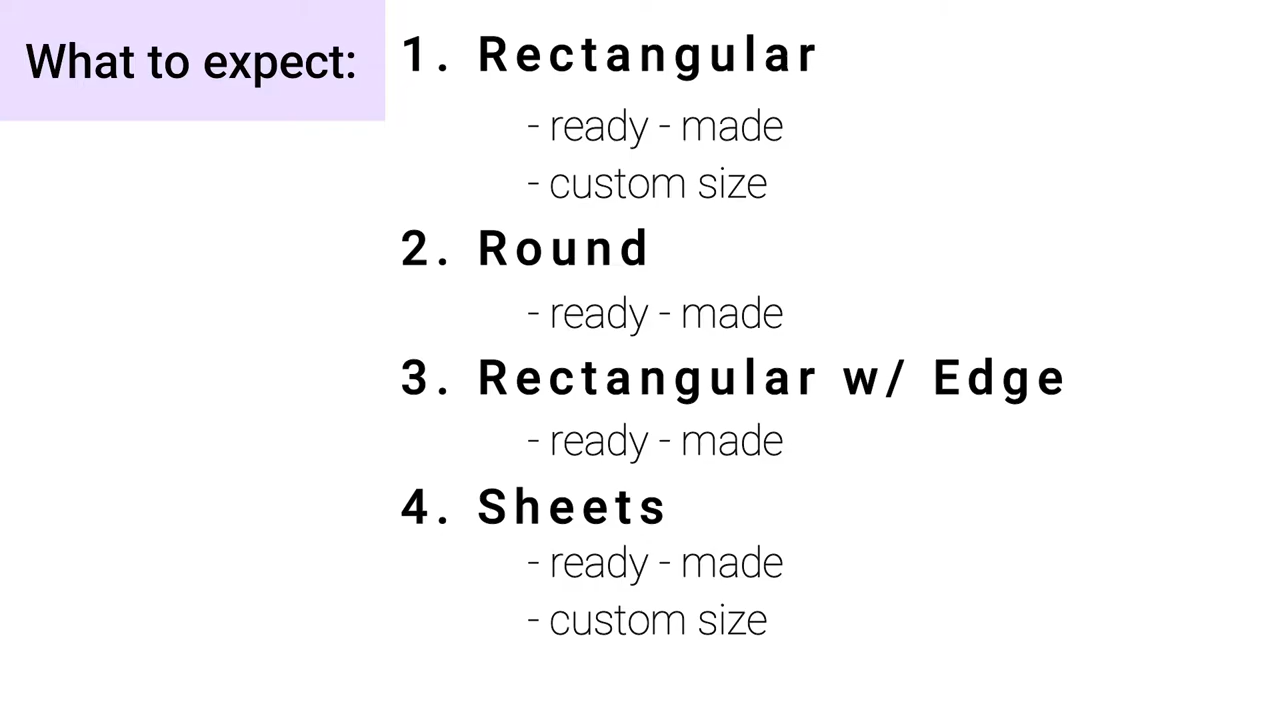 What to expect:
1. Rectangular
- ready - made
- custom size
2. Round
- ready - made
3. Rectangular w/ Edge
- ready - made
4. Sheets
- ready - made
- custom size